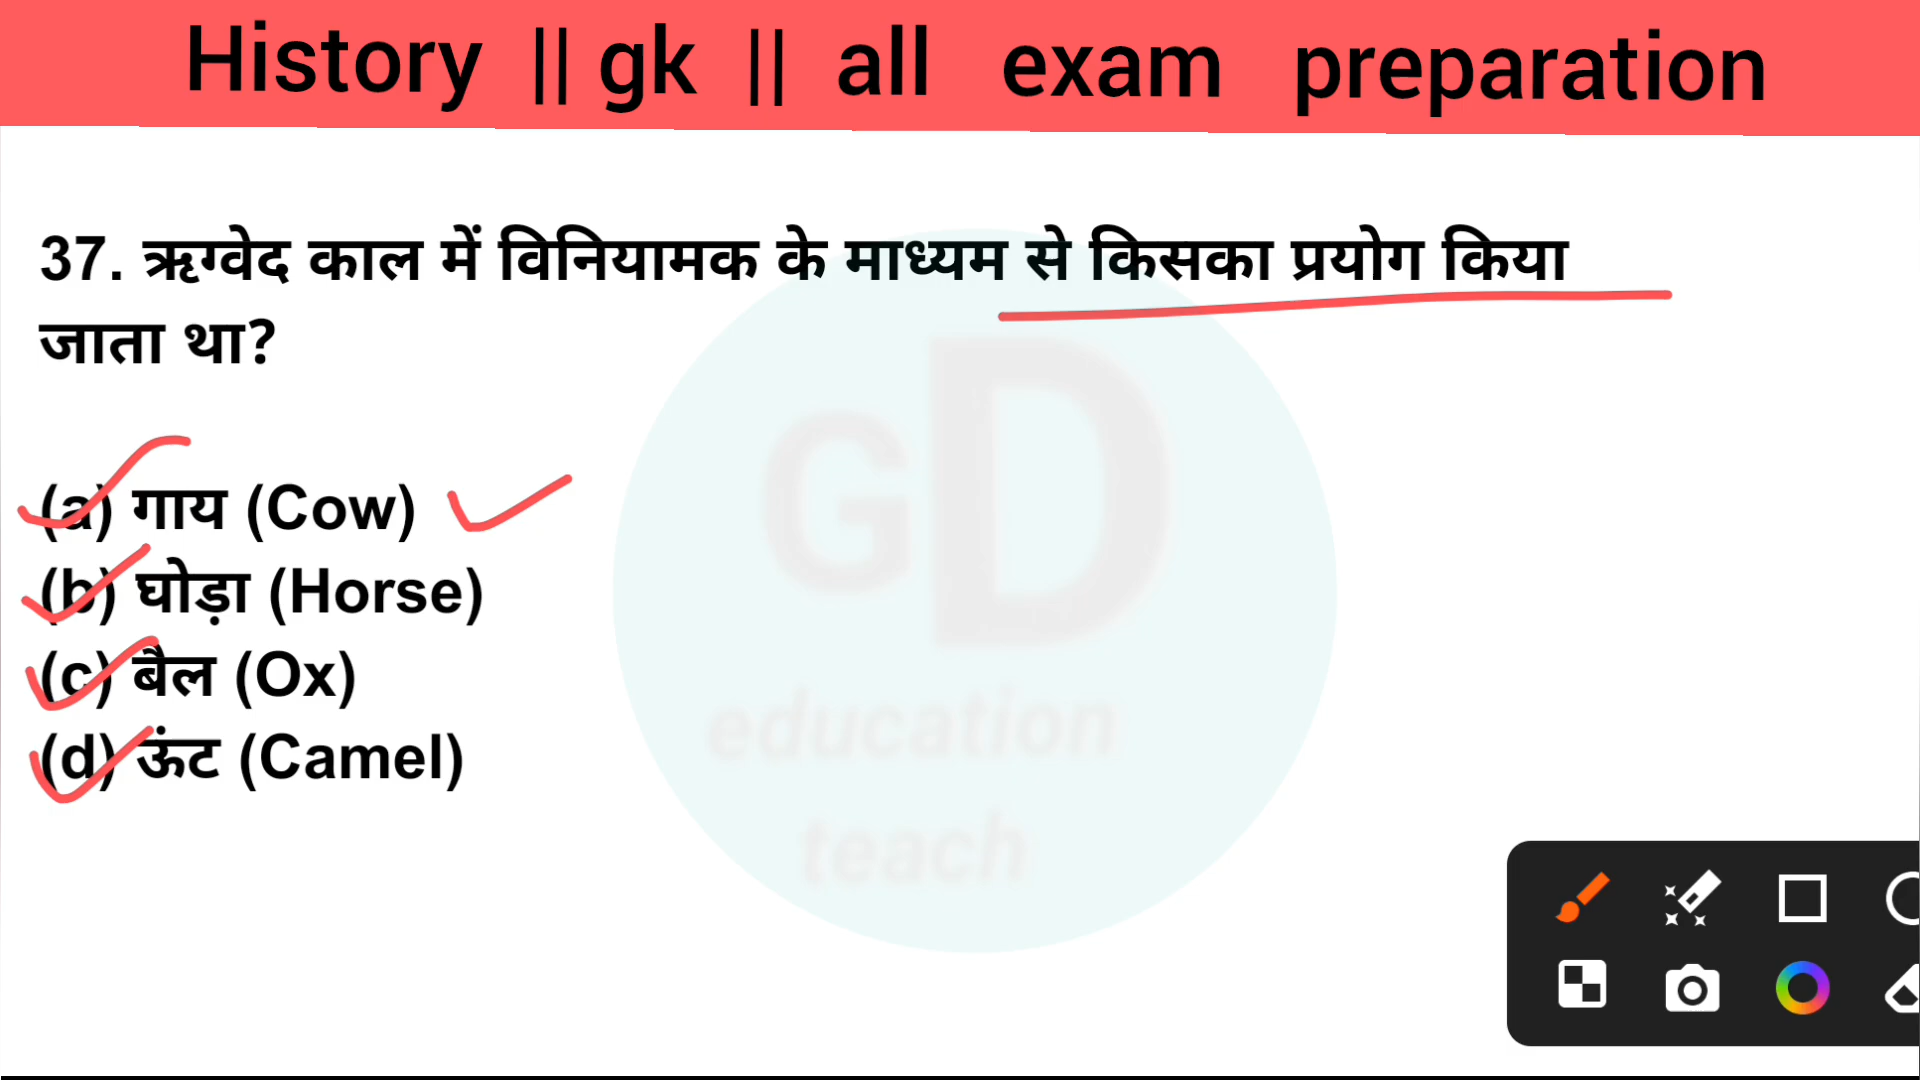 History || gk || all exam preparation
37. ऋग्वेद काल में विनियामक के माध्यम से किसका प्रयोग किया
जाता था?
(a) गाय (Cow)
(b) घोड़ा (Horse)
(c) बैल (Ox)
(d) ऊंट (Camel)
GD
education
teach